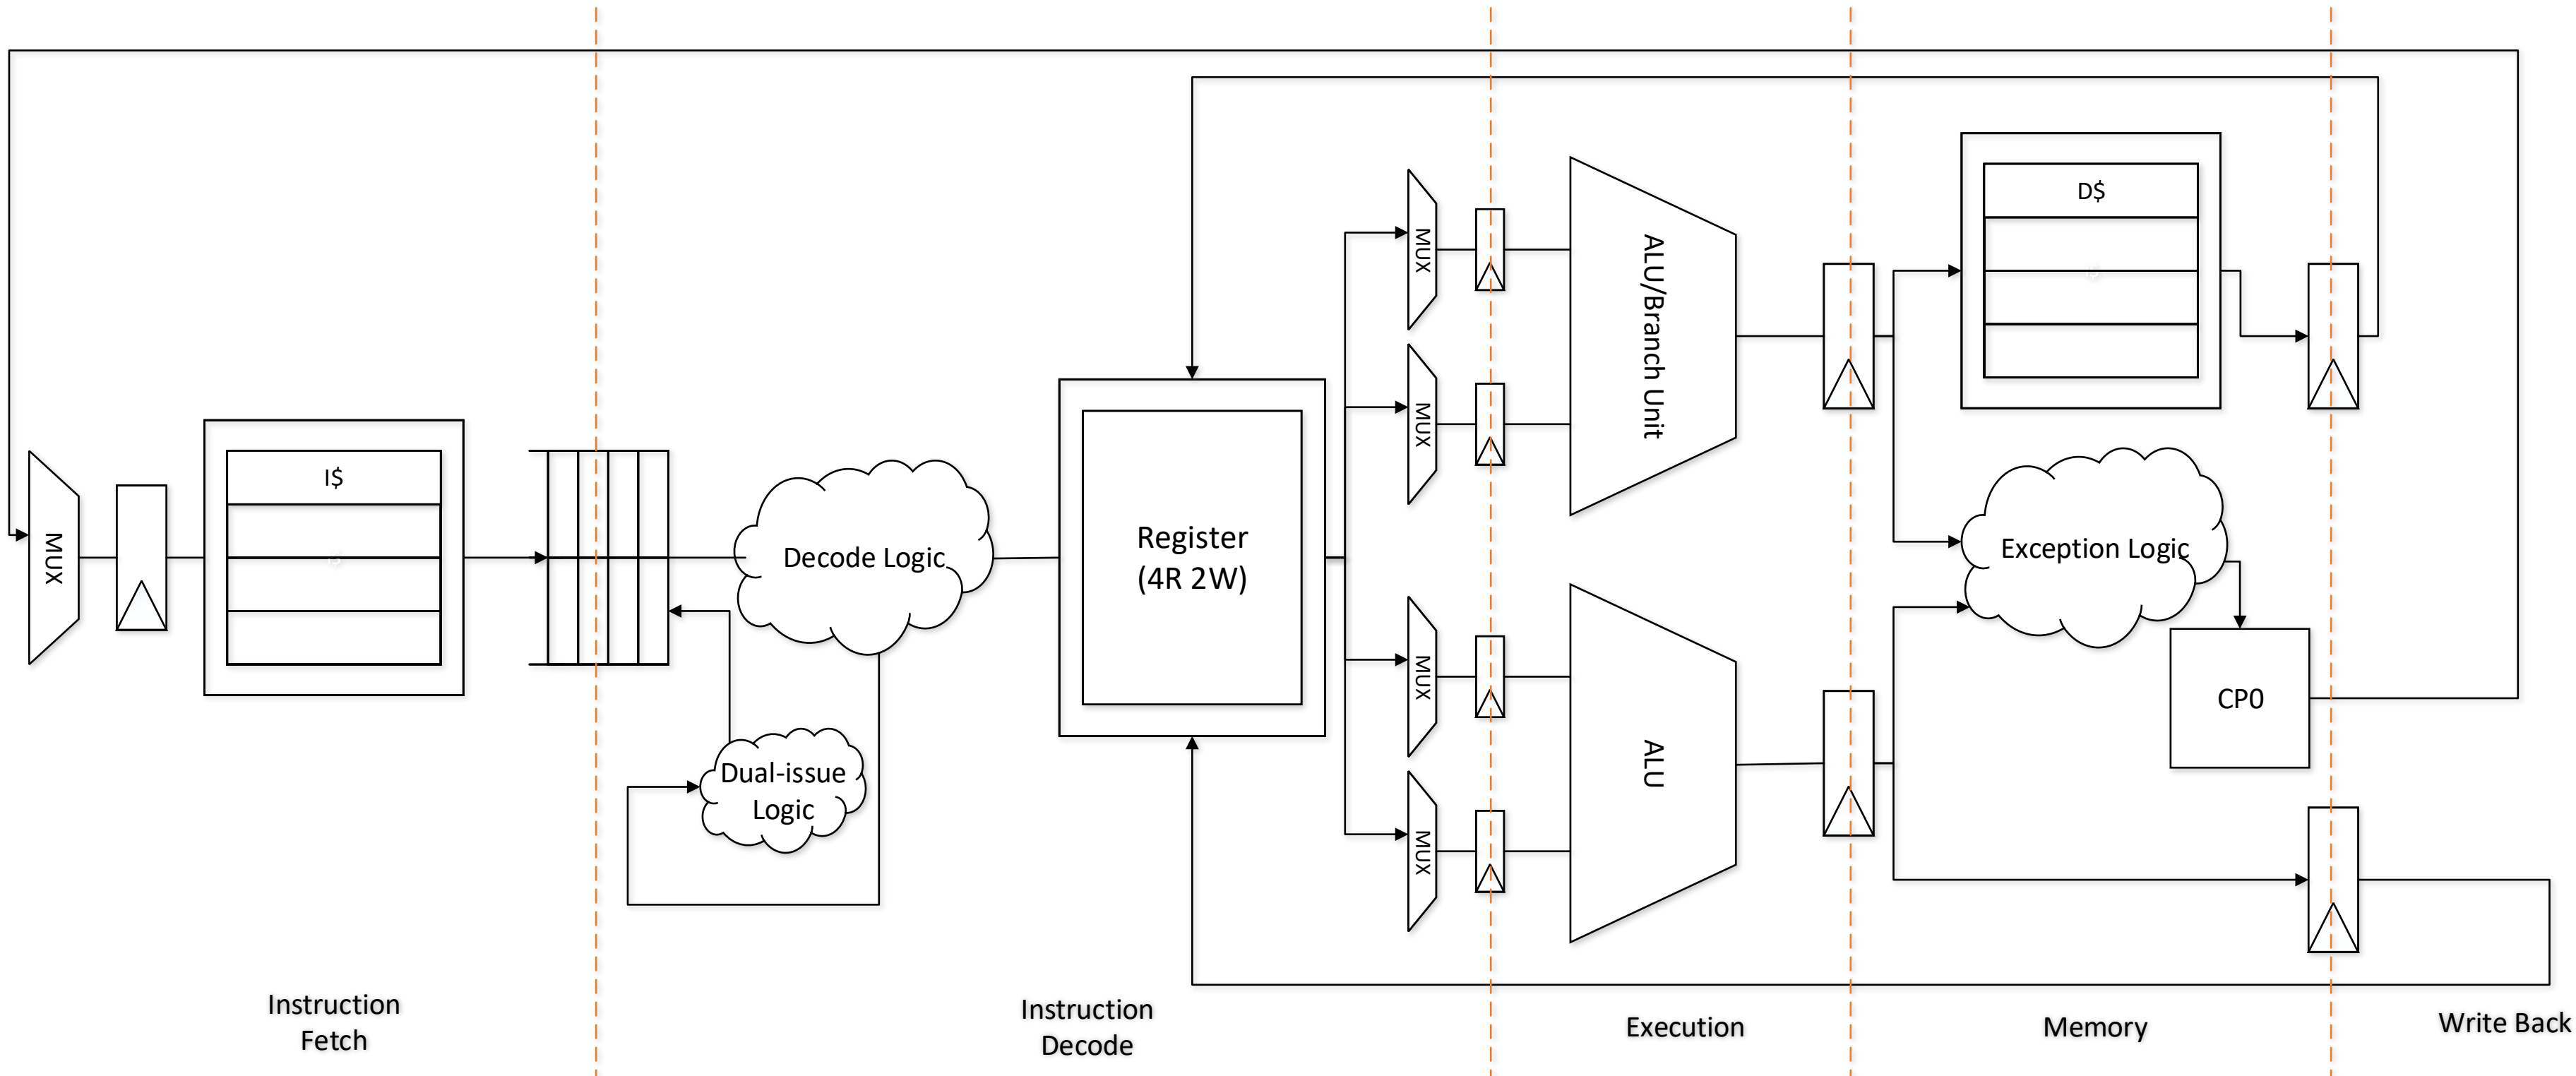 D$
MUX
ALU/Branch Unit
MUX
I$
MUX
Decode Logic
Register
(4R 2W)
Exception Logic
MUX
CP0
Dual-issue
Logic
ALU
MUX
Instruction
Fetch
Instruction
Decode
Execution
Memory
Write Back